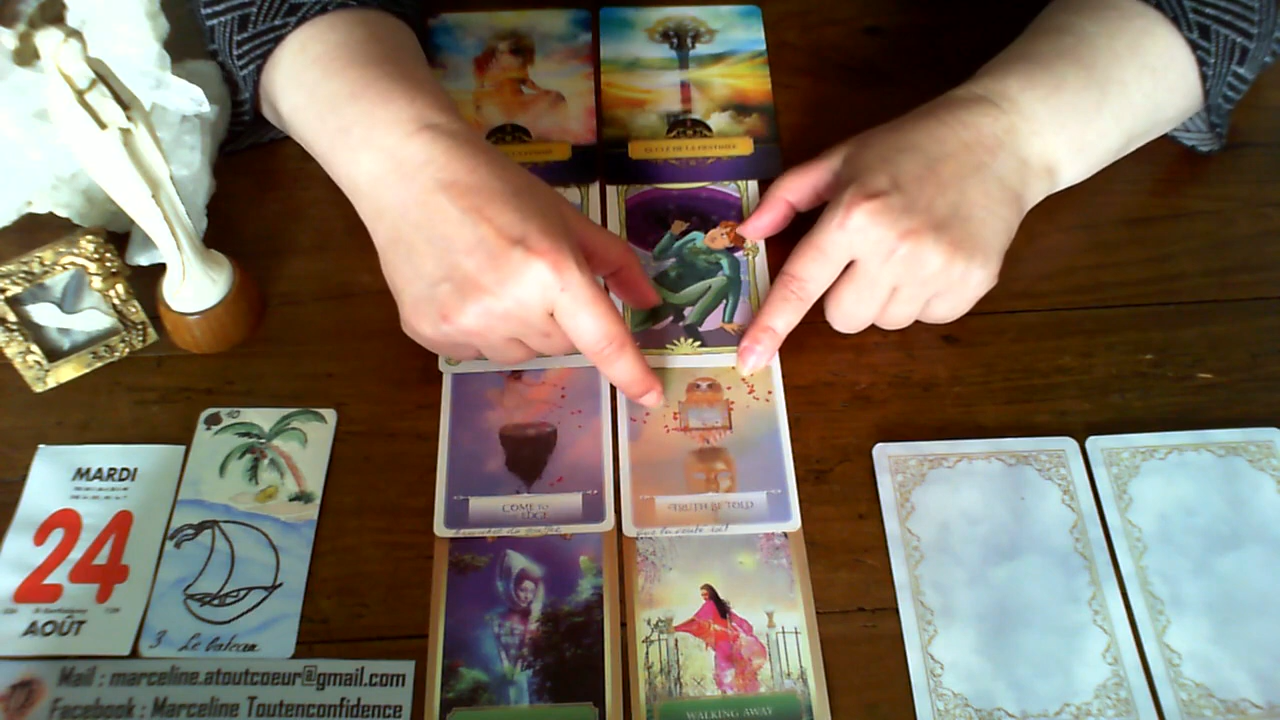 LA CLÉ DE LA DESTINÉE
COME TO
EDGE
TRUTH BE TOLD
WALKING AWAY
MARDI
24
AOÛT
10
3 Le bateau
Mail : marceline.atoutcoeur@gmail.com
Facebook : Marceline Toutenconfidence